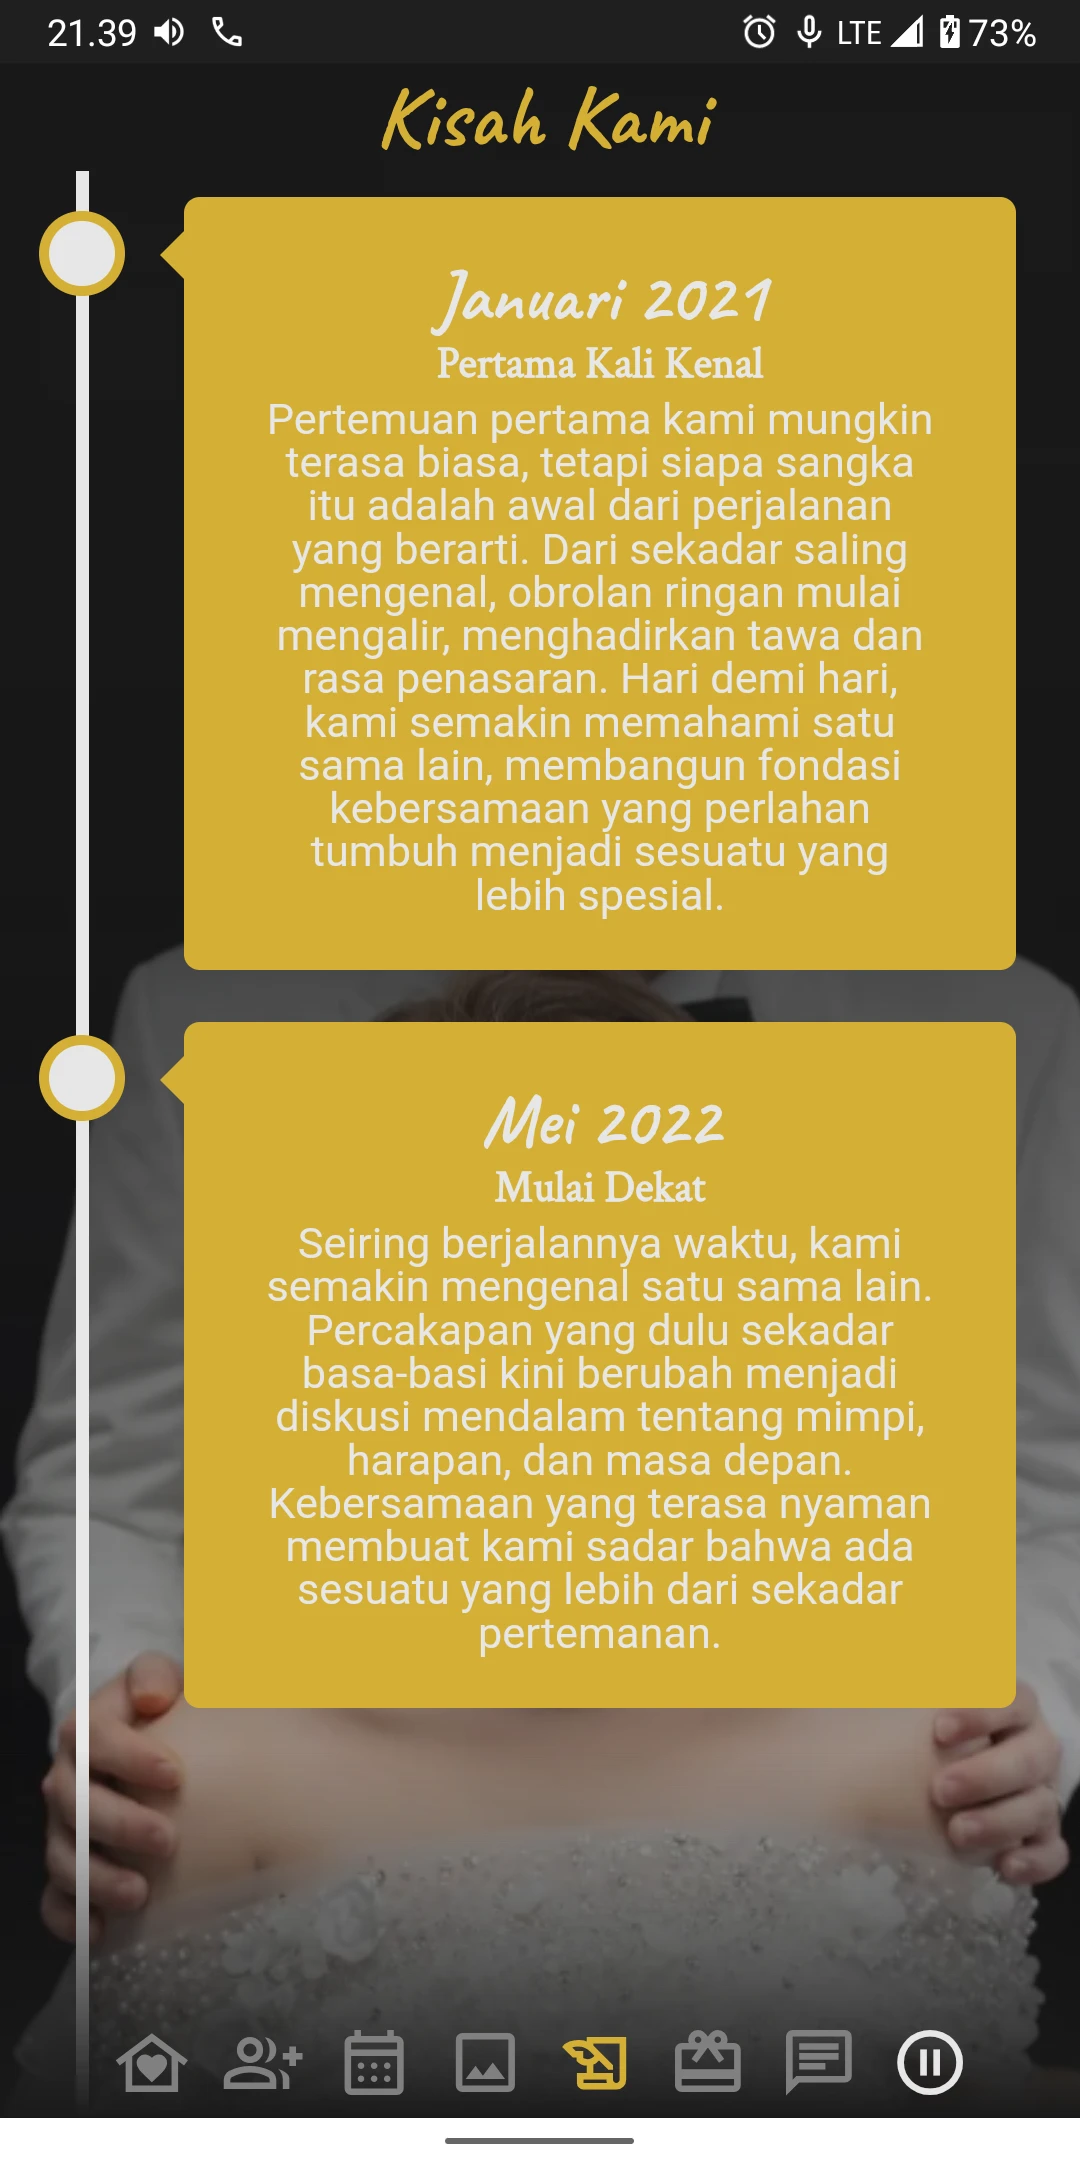 21.39
LTE
73%
Kisah Kami
Januari 2021
Pertama Kali Kenal
Pertemuan pertama kami mungkin
terasa biasa, tetapi siapa sangka
itu adalah awal dari perjalanan
yang berarti. Dari sekadar saling
mengenal, obrolan ringan mulai
mengalir, menghadirkan tawa dan
rasa penasaran. Hari demi hari,
kami semakin memahami satu
sama lain, membangun fondasi
kebersamaan yang perlahan
tumbuh menjadi sesuatu yang
lebih spesial.
Mei 2022
Mulai Dekat
Seiring berjalannya waktu, kami
semakin mengenal satu sama lain.
Percakapan yang dulu sekadar
basa-basi kini berubah menjadi
diskusi mendalam tentang mimpi,
harapan, dan masa depan.
Kebersamaan yang terasa nyaman
membuat kami sadar bahwa ada
sesuatu yang lebih dari sekadar
pertemanan.